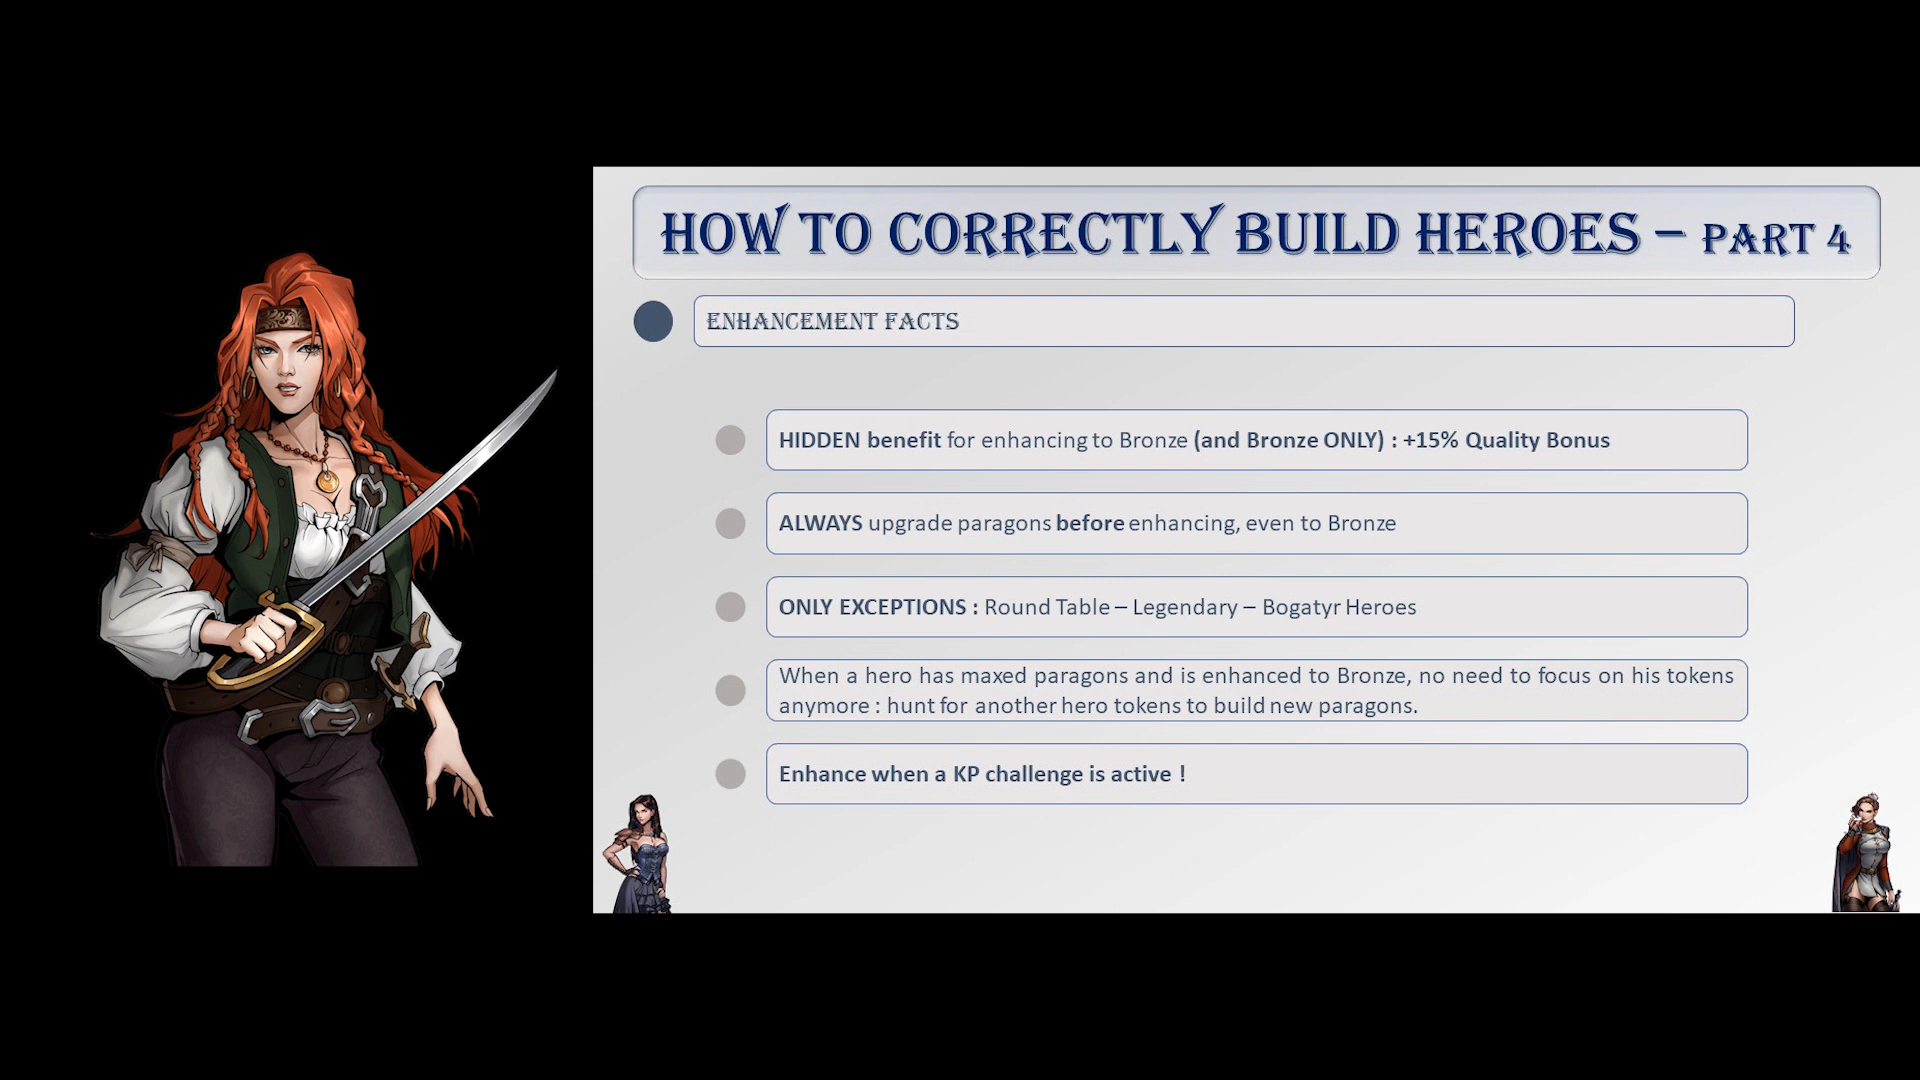 HOW TO CORRECTLY BUILD HEROES – PART 4
ENHANCEMENT FACTS
HIDDEN benefit for enhancing to Bronze (and Bronze ONLY) : +15% Quality Bonus
ALWAYS upgrade paragons before enhancing, even to Bronze
ONLY EXCEPTIONS : Round Table – Legendary – Bogatyr Heroes
When a hero has maxed paragons and is enhanced to Bronze, no need to focus on his tokens
anymore : hunt for another hero tokens to build new paragons.
Enhance when a KP challenge is active !